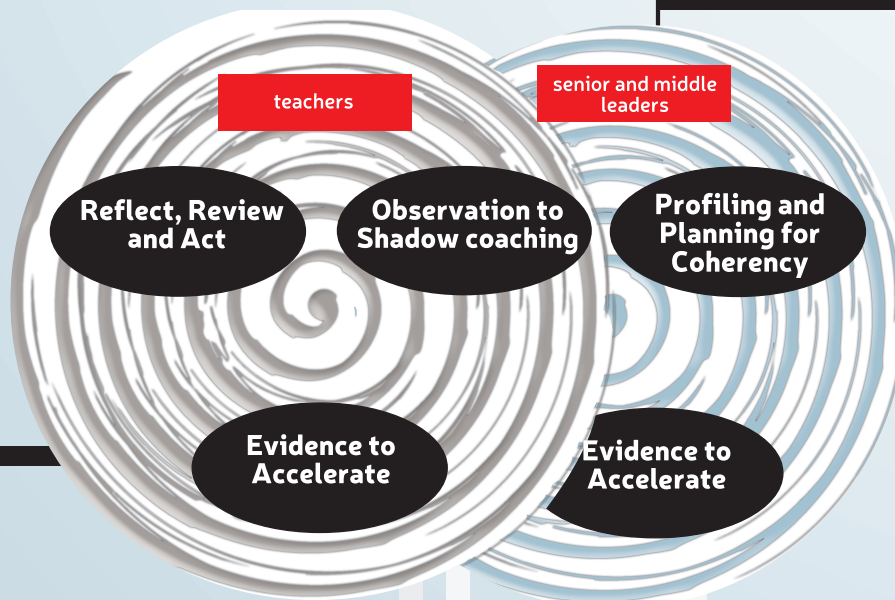 teachers
senior and middle
leaders
Reflect, Review
and Act
Observation to
Shadow coaching
Profiling and
Planning for
Coherency
Evidence to
Accelerate
Evidence to
Accelerate